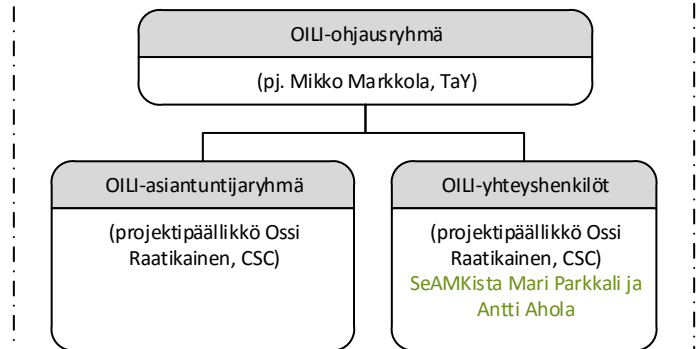 OILI-ohjausryhmä
(pj. Mikko Markkola, TaY)
OILI-asiantuntijaryhmä
(projektipäällikkö Ossi
Raatikainen, CSC)
OILI-yhteyshenkilöt
(projektipäällikkö Ossi
Raatikainen, CSC)
SeAMKista Mari Parkkali ja
Antti Ahola